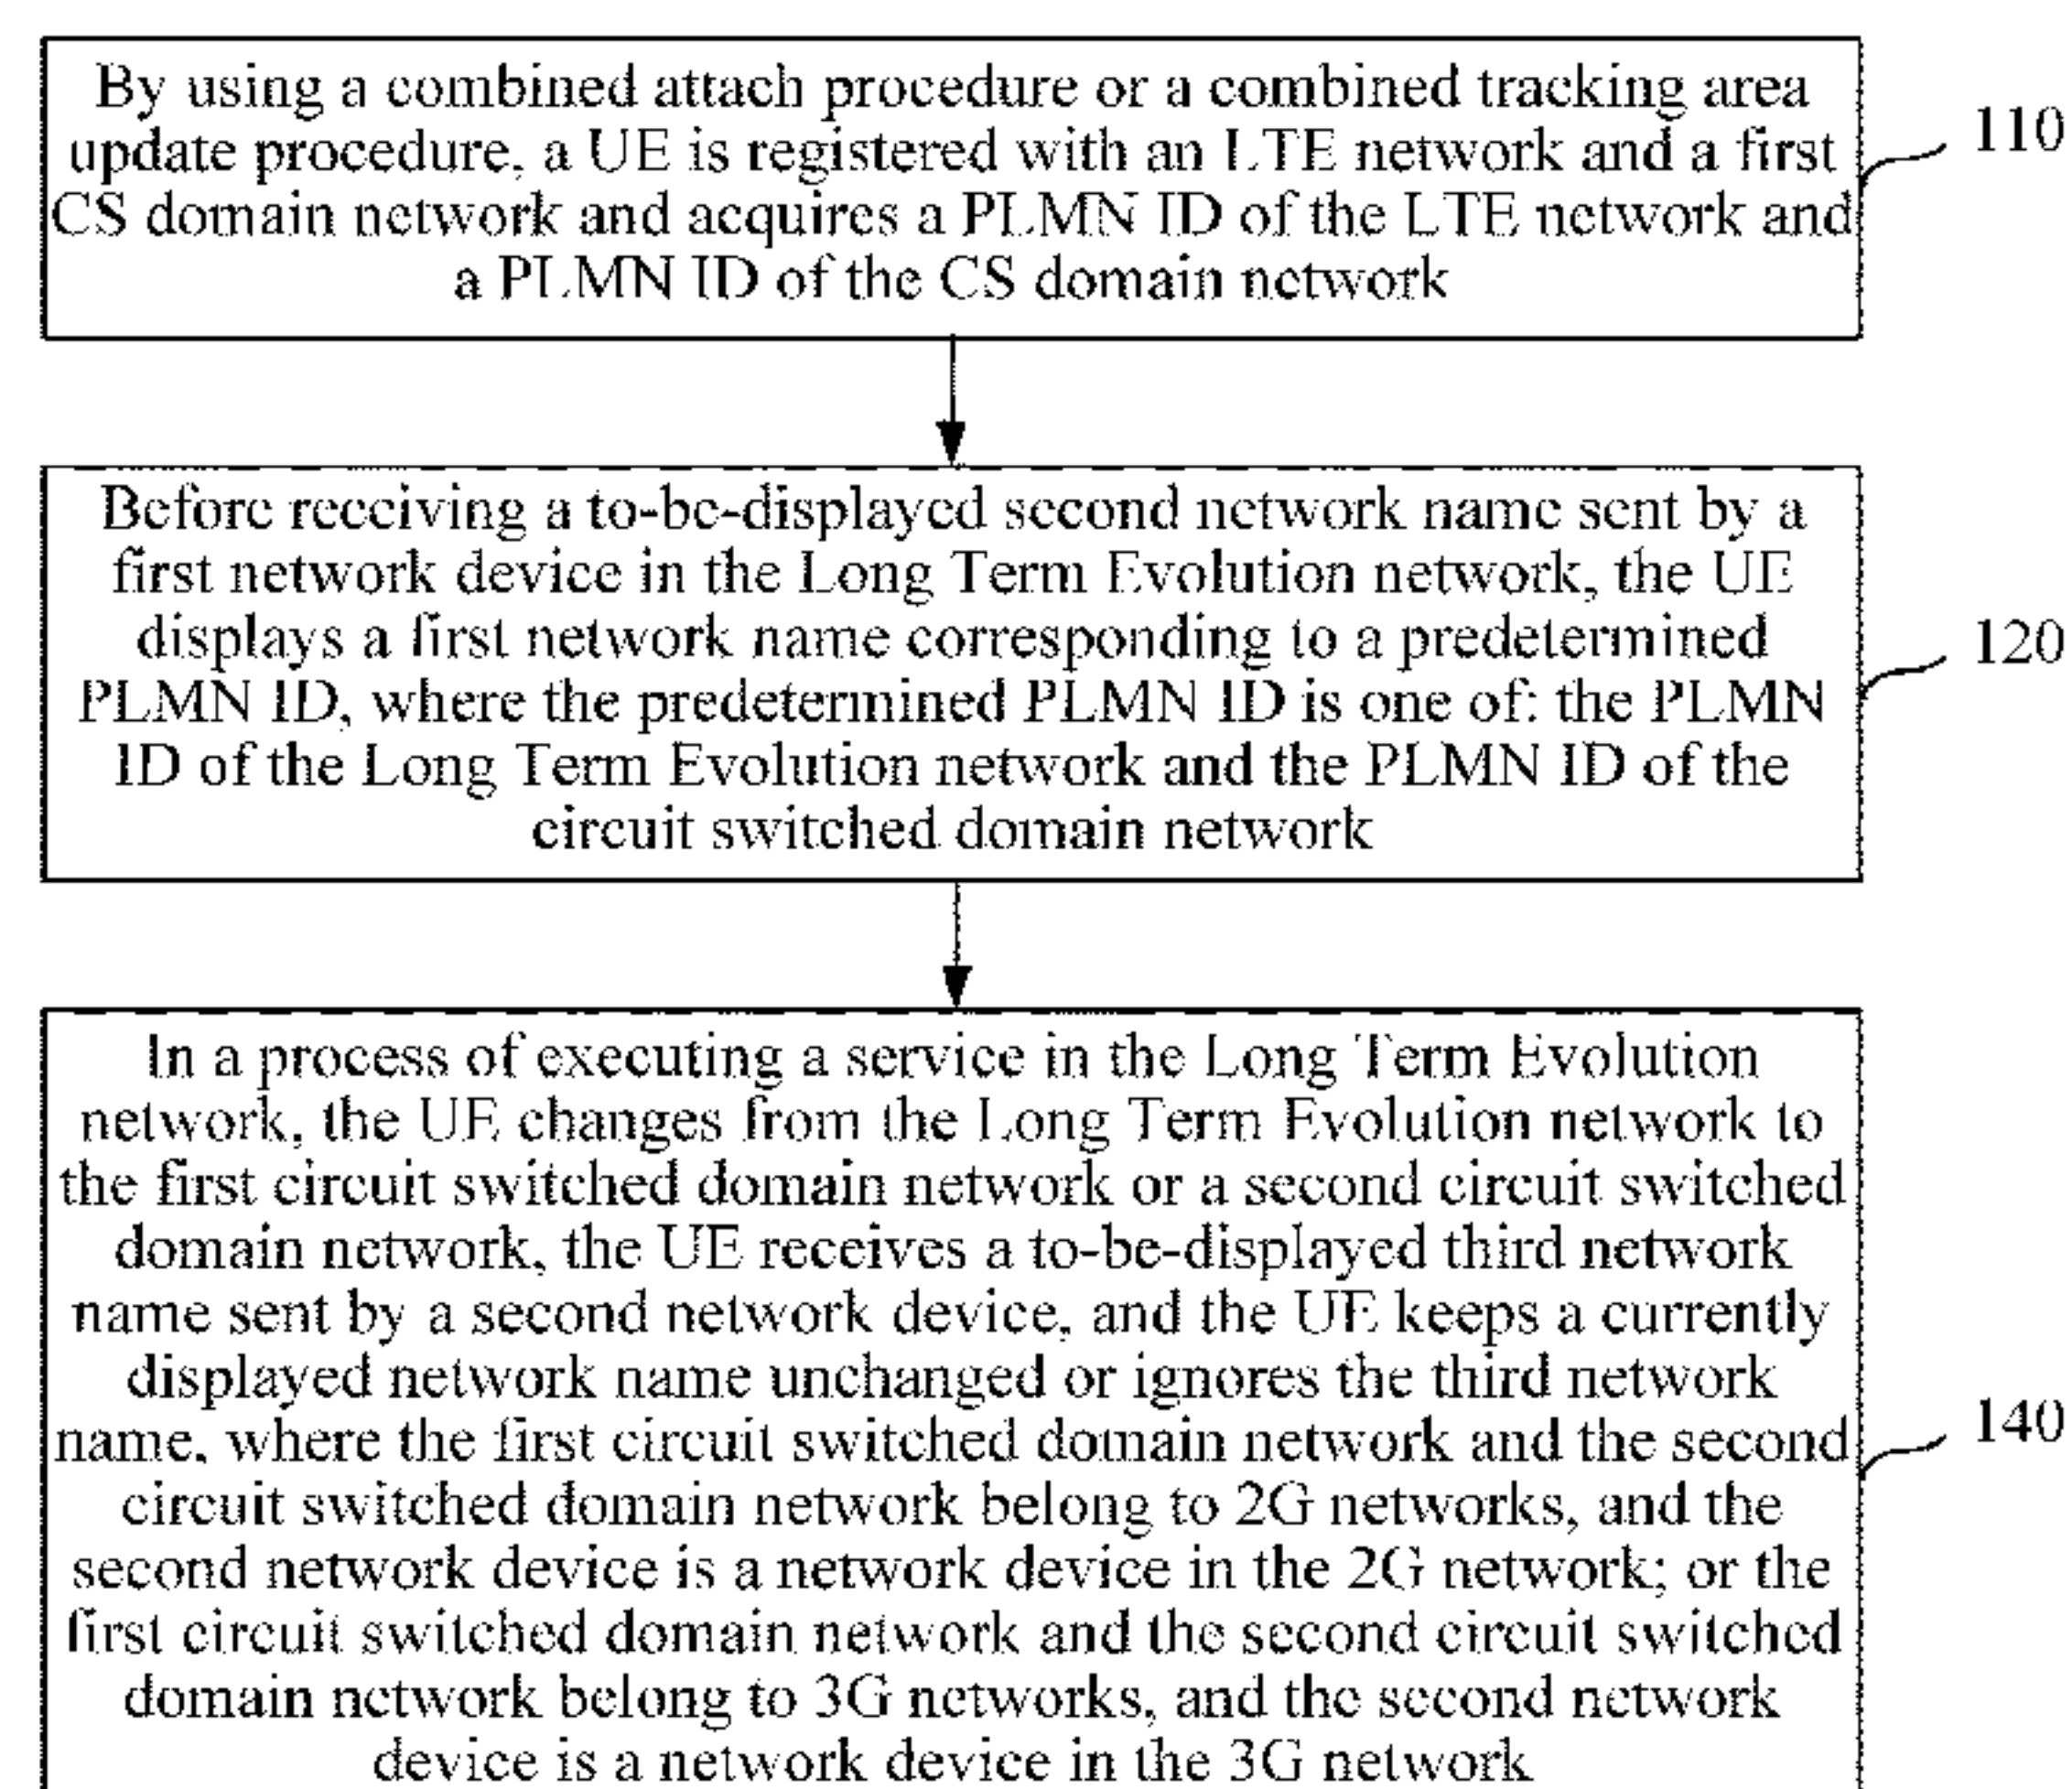 By using a combined attach procedure or a combined tracking area
update procedure, a UE is registered with an LTE network and a first
CS domain network and acquires a PLMN ID of the LTE network and
a PLMN ID of the CS domain network
110
Before receiving a to-be-displayed second network name sent by a
first network device in the Long Term Evolution network, the UE
displays a first network name corresponding to a predetermined
PLMN ID, where the predetermined PLMN ID is one of: the PLMN
ID of the Long Term Evolution network and the PLMN ID of the
circuit switched domain network
120
In a process of executing a service in the Long Term Evolution
network, the UE changes from the Long Term Evolution network to
the first circuit switched domain network or a second circuit switched
domain network, the UE receives a to-be-displayed third network
name sent by a second network device, and the UE keeps a currently
displayed network name unchanged or ignores the third network
name, where the first circuit switched domain network and the second
circuit switched domain network belong to 2G networks, and the
second network device is a network device in the 2G network; or the
first circuit switched domain network and the second circuit switched
domain network belong to 3G networks, and the second network
device is a network device in the 3G network
140